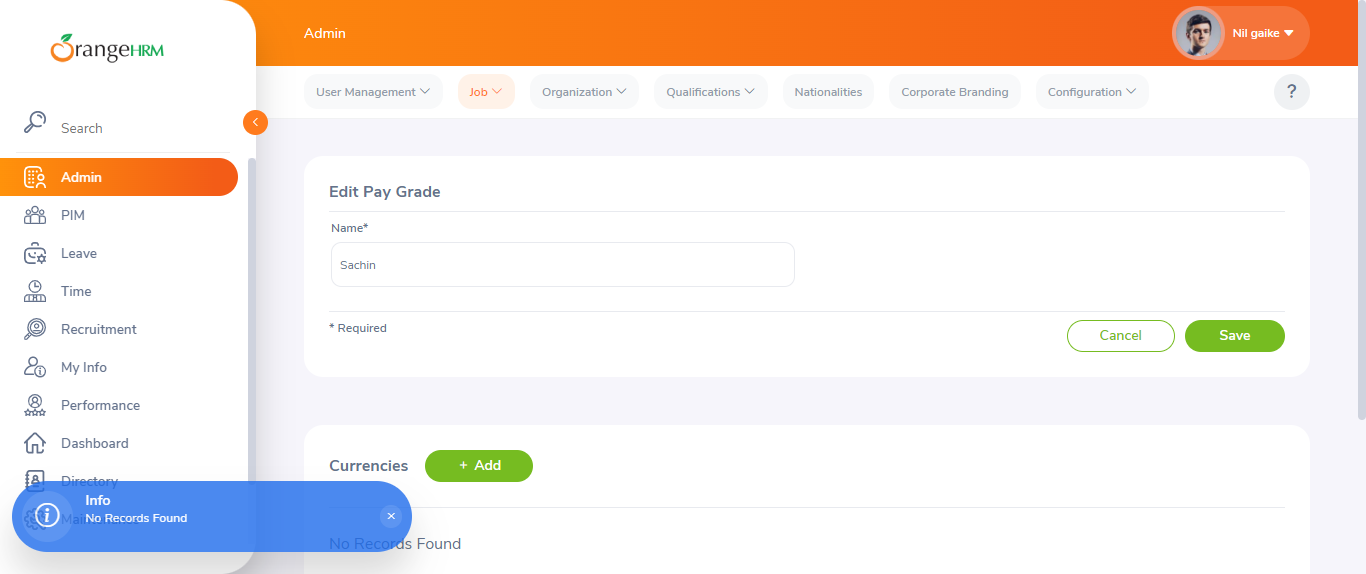 OrangeHRM
Admin
Nil gaike
User Management
Job
Organization
Qualifications
Nationalities
Corporate Branding
Configuration
?
Search
Admin
PIM
Leave
Time
Recruitment
My Info
Performance
Dashboard
Directory
Edit Pay Grade
Name*
Sachin
* Required
Cancel
Save
Currencies
+ Add
No Records Found
Info
No Records Found